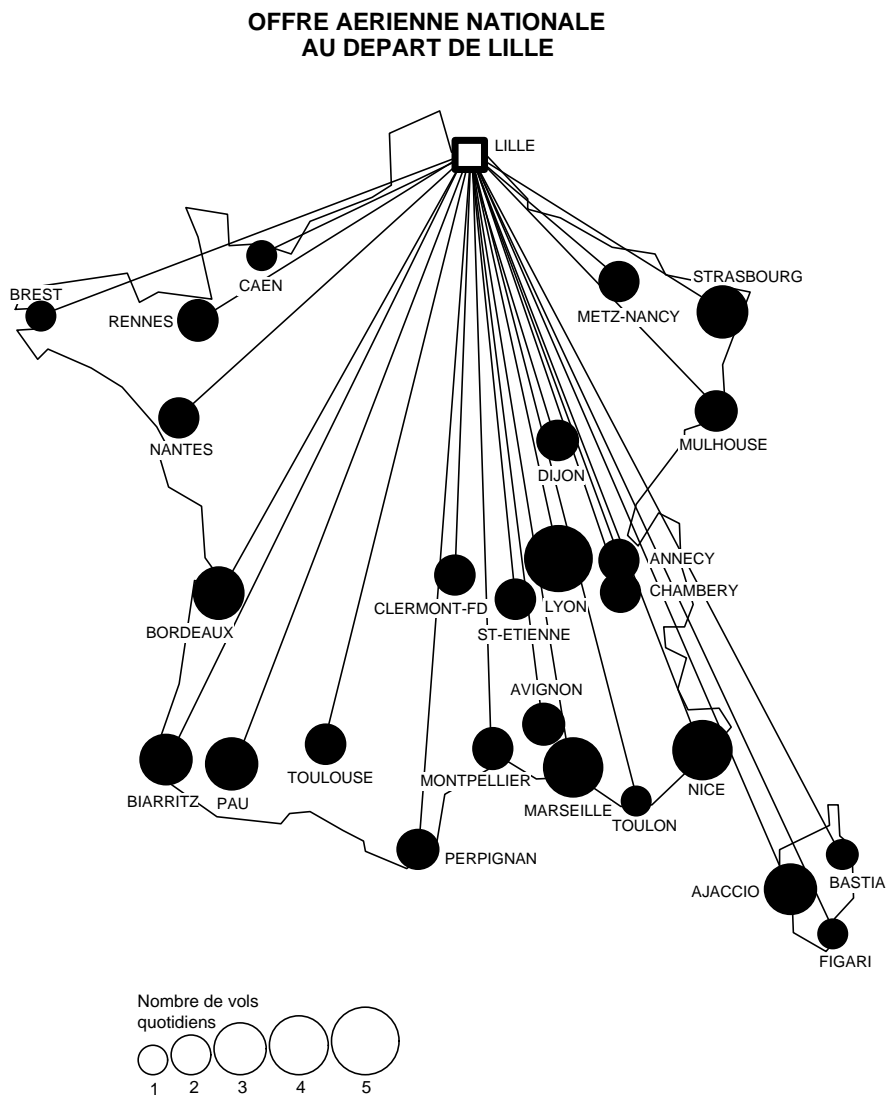 OFFRE AERIENNE NATIONALE
AU DEPART DE LILLE
LILLE
STRASBOURG
CAEN
BREST
RENNES
METZ-NANCY
NANTES
MULHOUSE
DIJON
ANNECY
CHAMBERY
CLERMONT-FD
LYON
BORDEAUX
ST-ETIENNE
AVIGNON
TOULOUSE
MONTPELLIER
NICE
BIARRITZ
PAU
MARSEILLE
TOULON
PERPIGNAN
BASTIA
AJACCIO
FIGARI
Nombre de vols
quotidiens
1 2 3 4 5